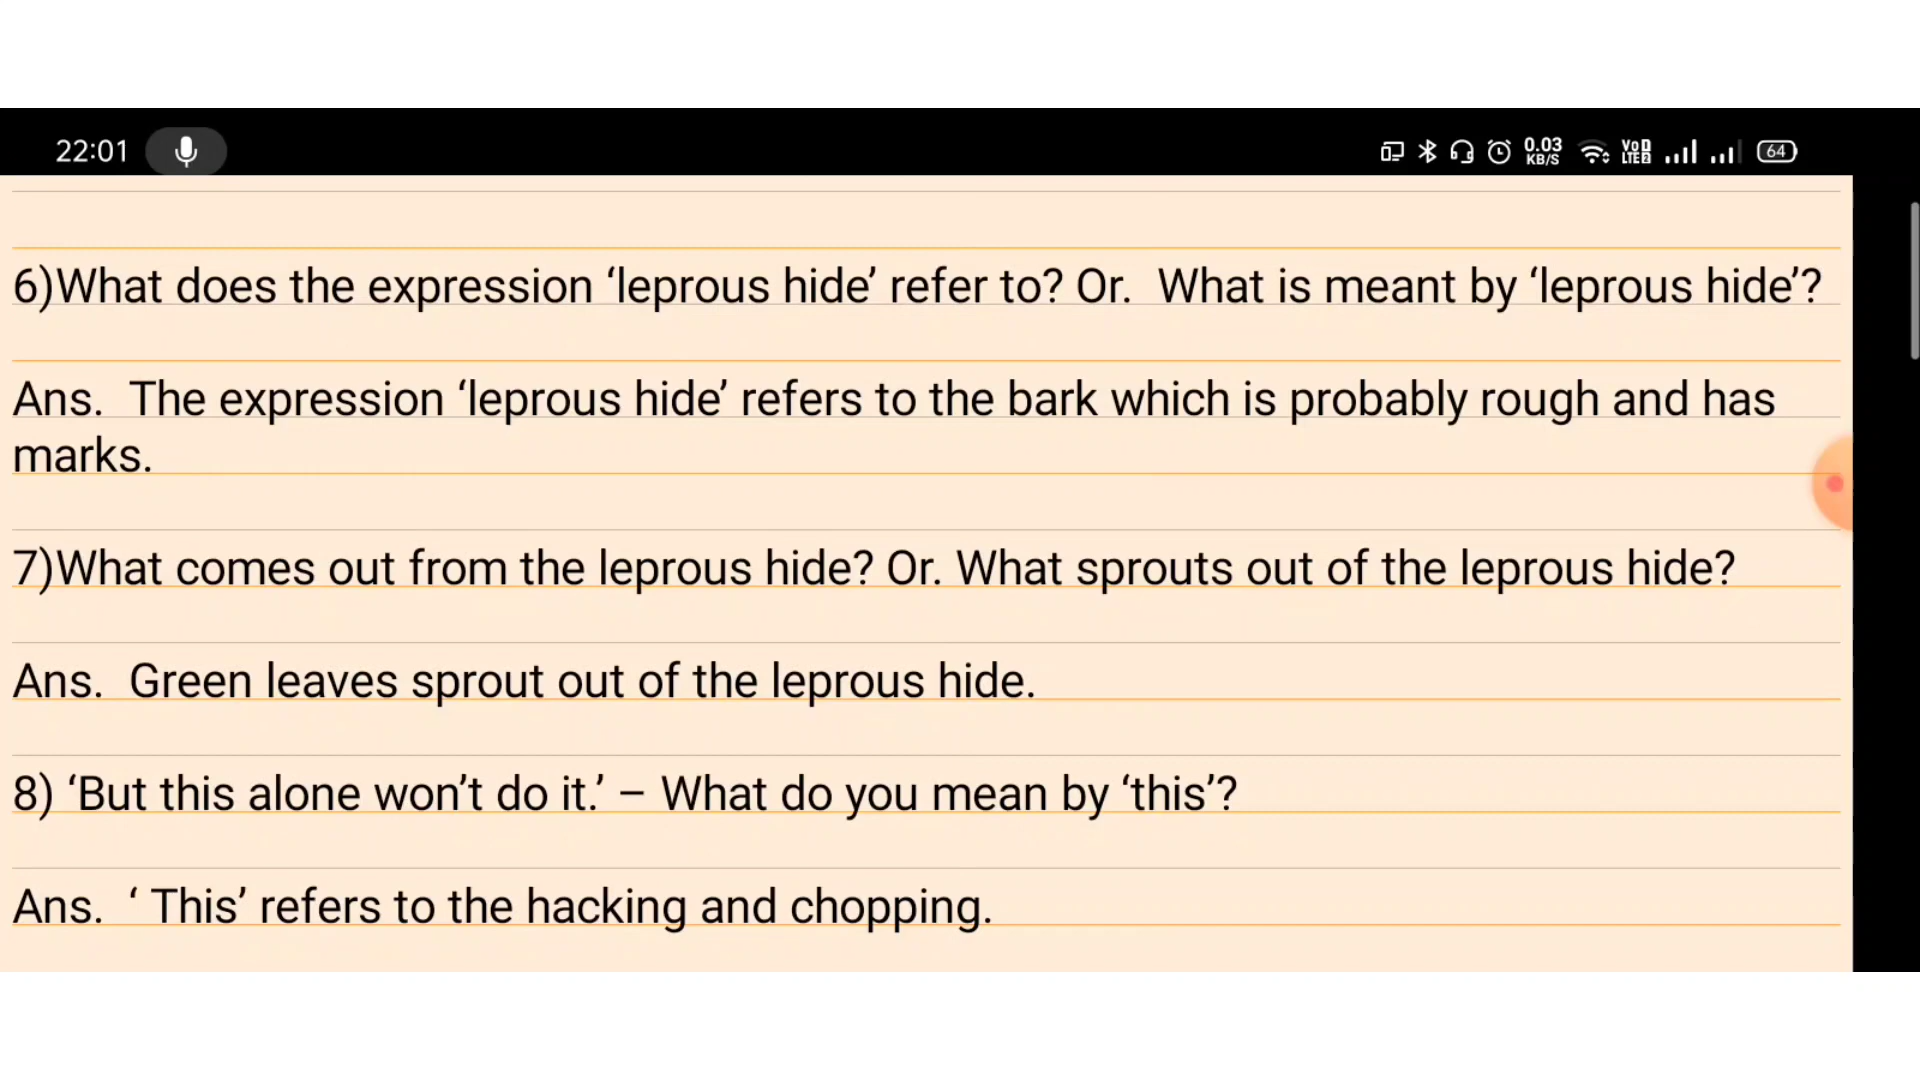 22:01 0.03 KB/S VoD LTE2 64
6)What does the expression ‘leprous hide’ refer to? Or.  What is meant by ‘leprous hide’?
Ans.  The expression ‘leprous hide’ refers to the bark which is probably rough and has
marks.
7)What comes out from the leprous hide? Or. What sprouts out of the leprous hide?
Ans.  Green leaves sprout out of the leprous hide.
8) ‘But this alone won’t do it.’ – What do you mean by ‘this’?
Ans.  ‘ This’ refers to the hacking and chopping.